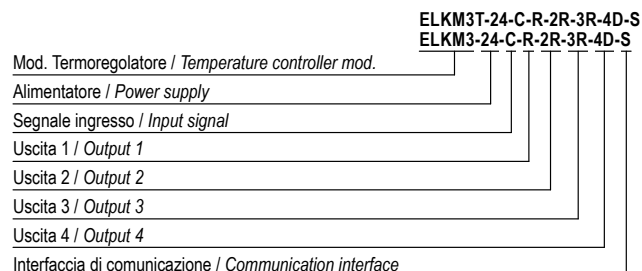 ELKM3T-24-C-R-2R-3R-4D-S
ELKM3-24-C-R-2R-3R-4D-S
Mod. Termoregolatore / Temperature controller mod.
Alimentatore / Power supply
Segnale ingresso / Input signal
Uscita 1 / Output 1
Uscita 2 / Output 2
Uscita 3 / Output 3
Uscita 4 / Output 4
Interfaccia di comunicazione / Communication interface